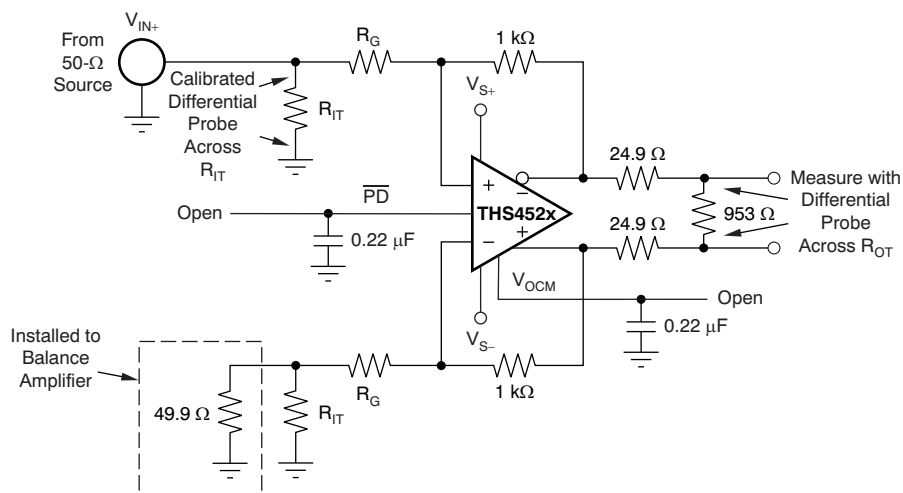 V_IN+
From
50-Ω
Source
R_G
1 kΩ
Calibrated
Differential
Probe
Across
R_IT
R_IT
V_S+
24.9 Ω
Measure with
Differential
Probe
Across R_OT
953 Ω
+
−
THS452x
−
+
PD
Open
0.22 µF
24.9 Ω
V_OCM
Open
0.22 µF
V_S−
Installed to
Balance
Amplifier
49.9 Ω
R_IT
R_G
1 kΩ